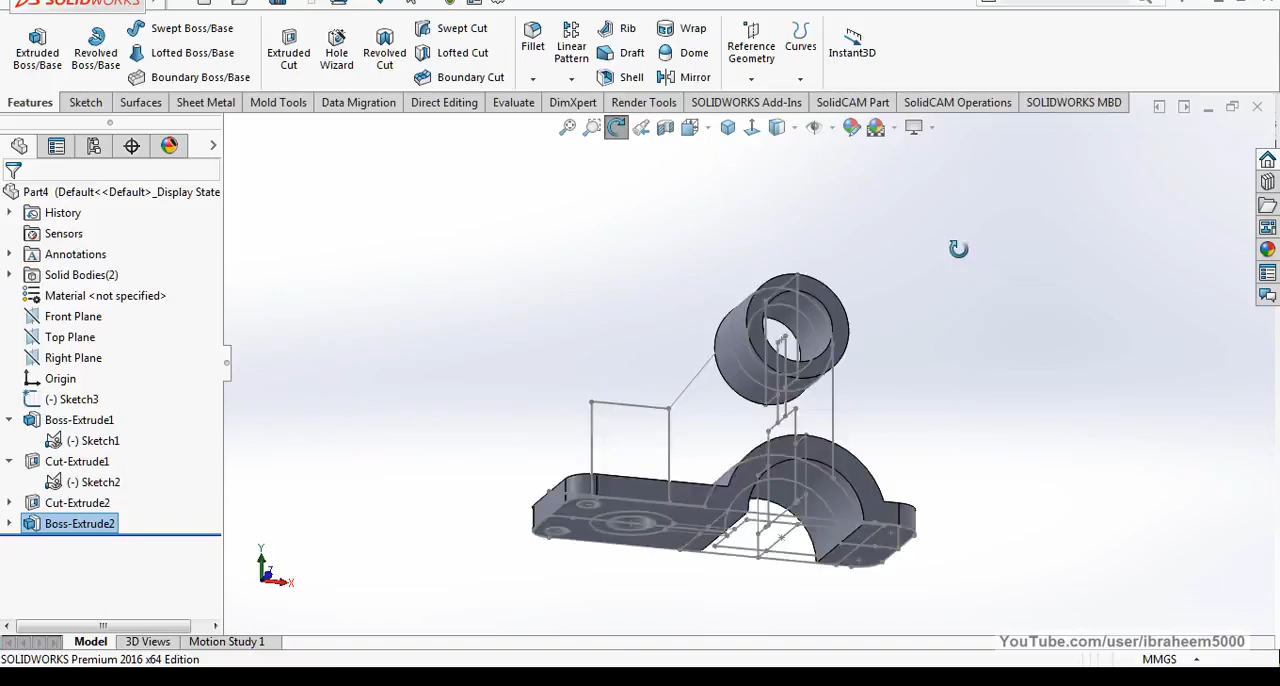 SOLIDWORKS
Extruded Boss/Base
Revolved Boss/Base
Swept Boss/Base
Lofted Boss/Base
Boundary Boss/Base
Extruded Cut
Hole Wizard
Revolved Cut
Swept Cut
Lofted Cut
Boundary Cut
Fillet
Linear Pattern
Rib
Draft
Shell
Wrap
Dome
Mirror
Reference Geometry
Curves
Instant3D
Features
Sketch
Surfaces
Sheet Metal
Mold Tools
Data Migration
Direct Editing
Evaluate
DimXpert
Render Tools
SOLIDWORKS Add-Ins
SolidCAM Part
SolidCAM Operations
SOLIDWORKS MBD
Part4 (Default<<Default>_Display State
History
Sensors
Annotations
Solid Bodies(2)
Material <not specified>
Front Plane
Top Plane
Right Plane
Origin
(-) Sketch3
Boss-Extrude1
(-) Sketch1
Cut-Extrude1
(-) Sketch2
Cut-Extrude2
Boss-Extrude2
Y
Z
X
Model
3D Views
Motion Study 1
YouTube.com/user/ibraheem5000
SOLIDWORKS Premium 2016 x64 Edition
MMGS